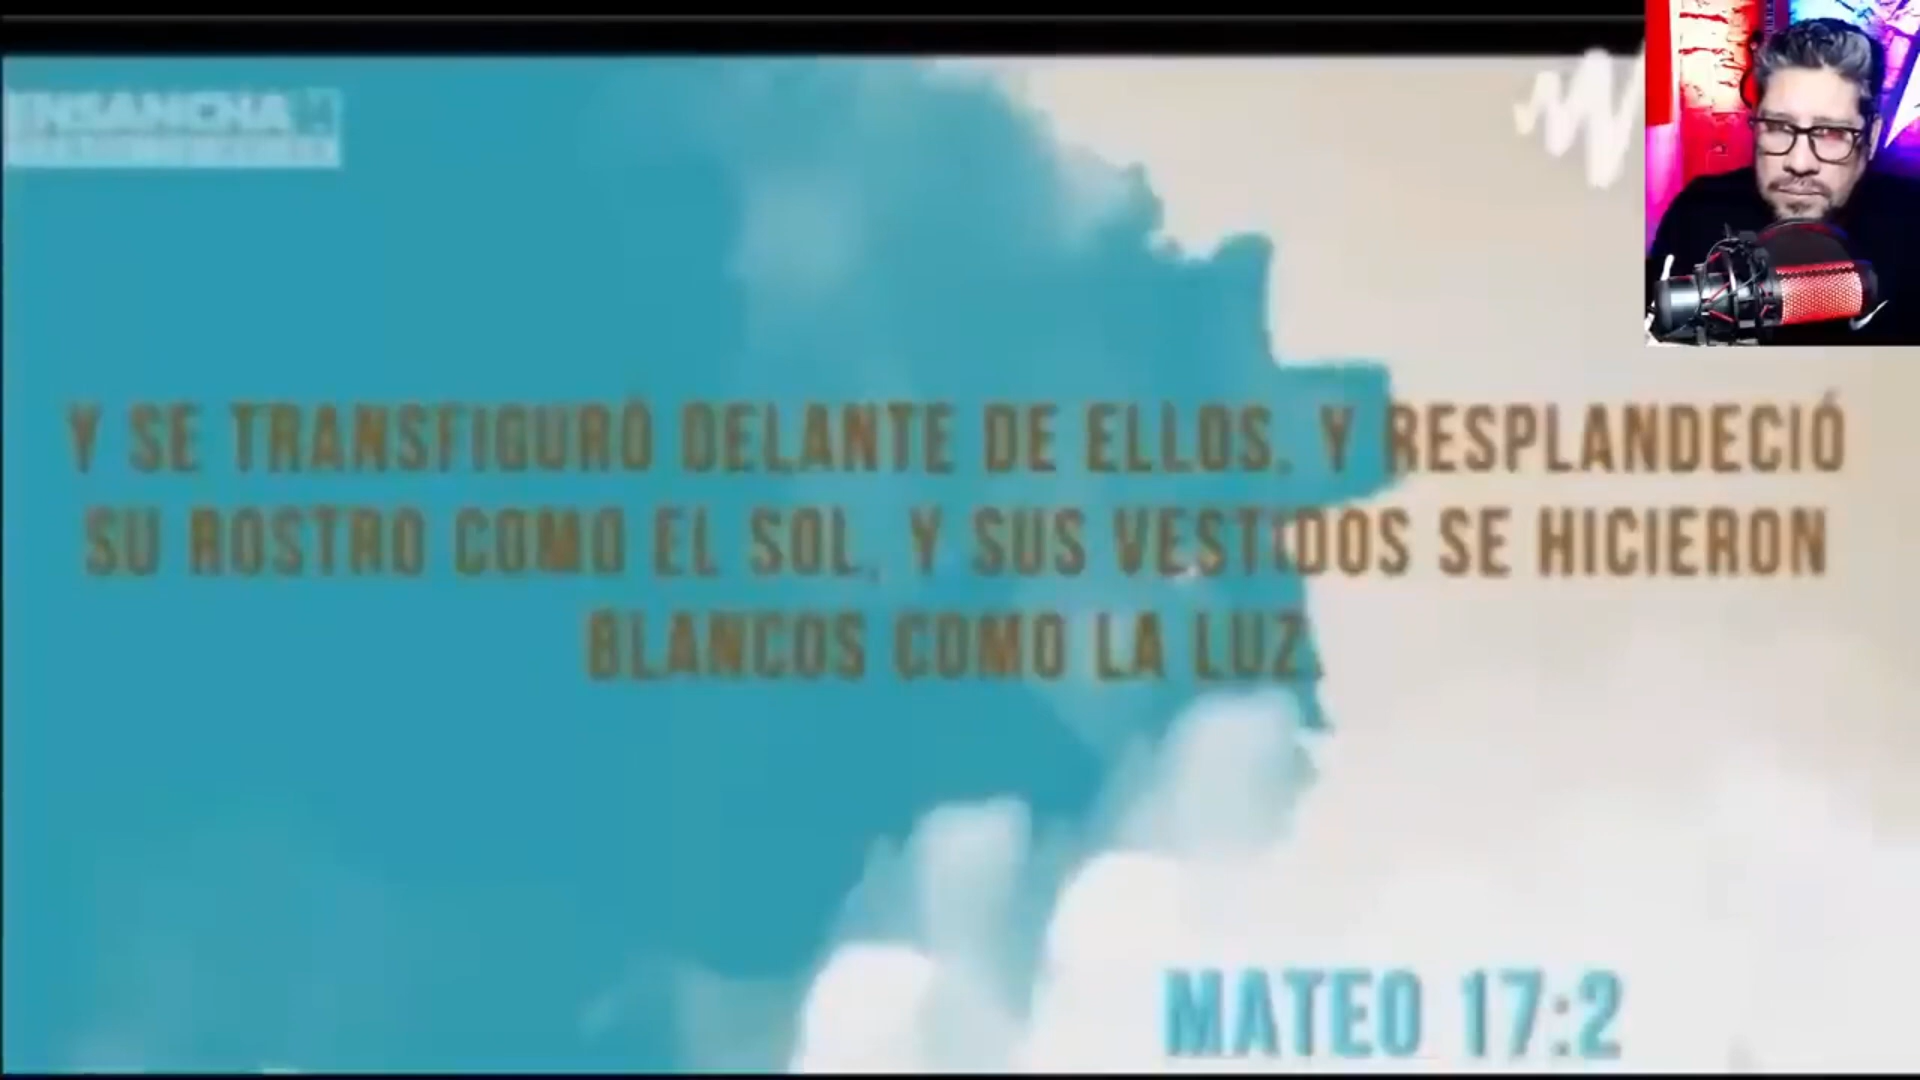 ENSANCHA
Y SE TRANSFIGURÓ DELANTE DE ELLOS, Y RESPLANDECIÓ
SU ROSTRO COMO EL SOL, Y SUS VESTIDOS SE HICIERON
BLANCOS COMO LA LUZ.
MATEO 17:2